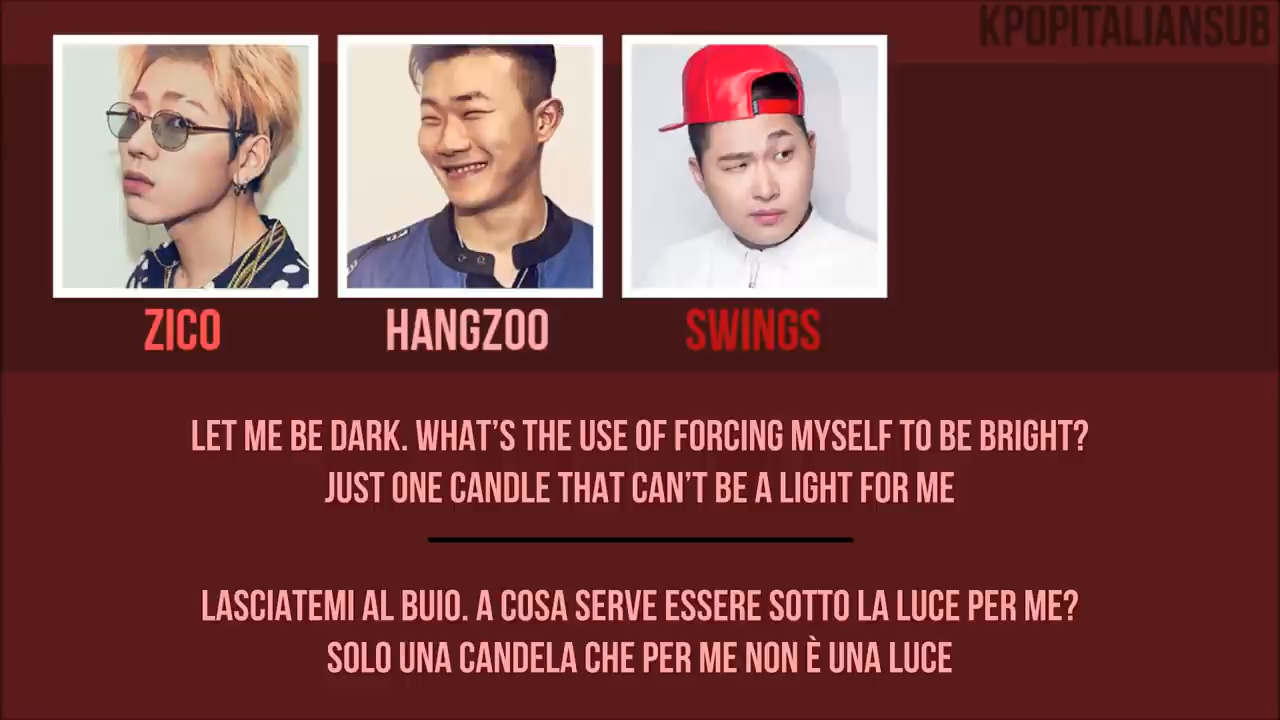 KPOPITALIANSUB
ZICO HANGZOO SWINGS
LET ME BE DARK. WHAT'S THE USE OF FORCING MYSELF TO BE BRIGHT?
JUST ONE CANDLE THAT CAN'T BE A LIGHT FOR ME
LASCIATEMI AL BUIO. A COSA SERVE ESSERE SOTTO LA LUCE PER ME?
SOLO UNA CANDELA CHE PER ME NON È UNA LUCE